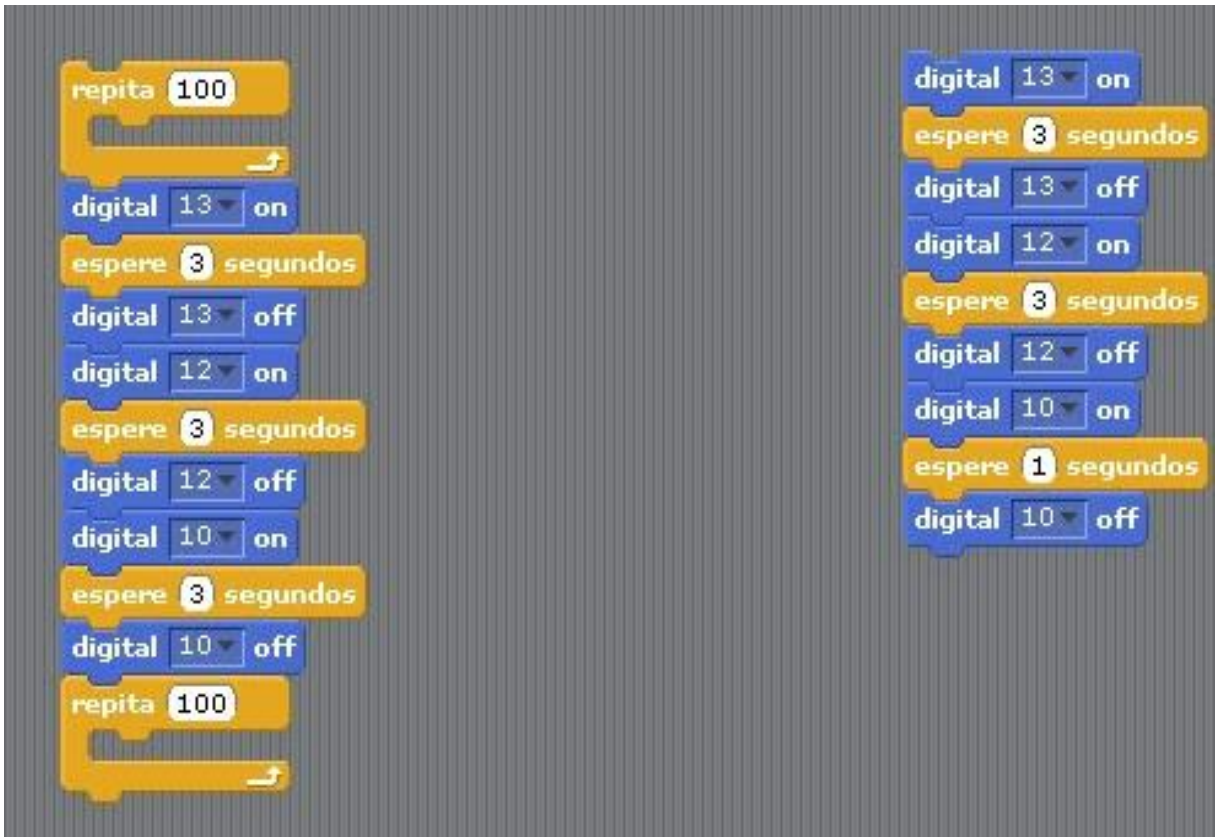 repita 100
digital 13 on
espere 3 segundos
digital 13 off
digital 12 on
espere 3 segundos
digital 12 off
digital 10 on
espere 3 segundos
digital 10 off
repita 100
digital 13 on
espere 3 segundos
digital 13 off
digital 12 on
espere 3 segundos
digital 12 off
digital 10 on
espere 1 segundos
digital 10 off